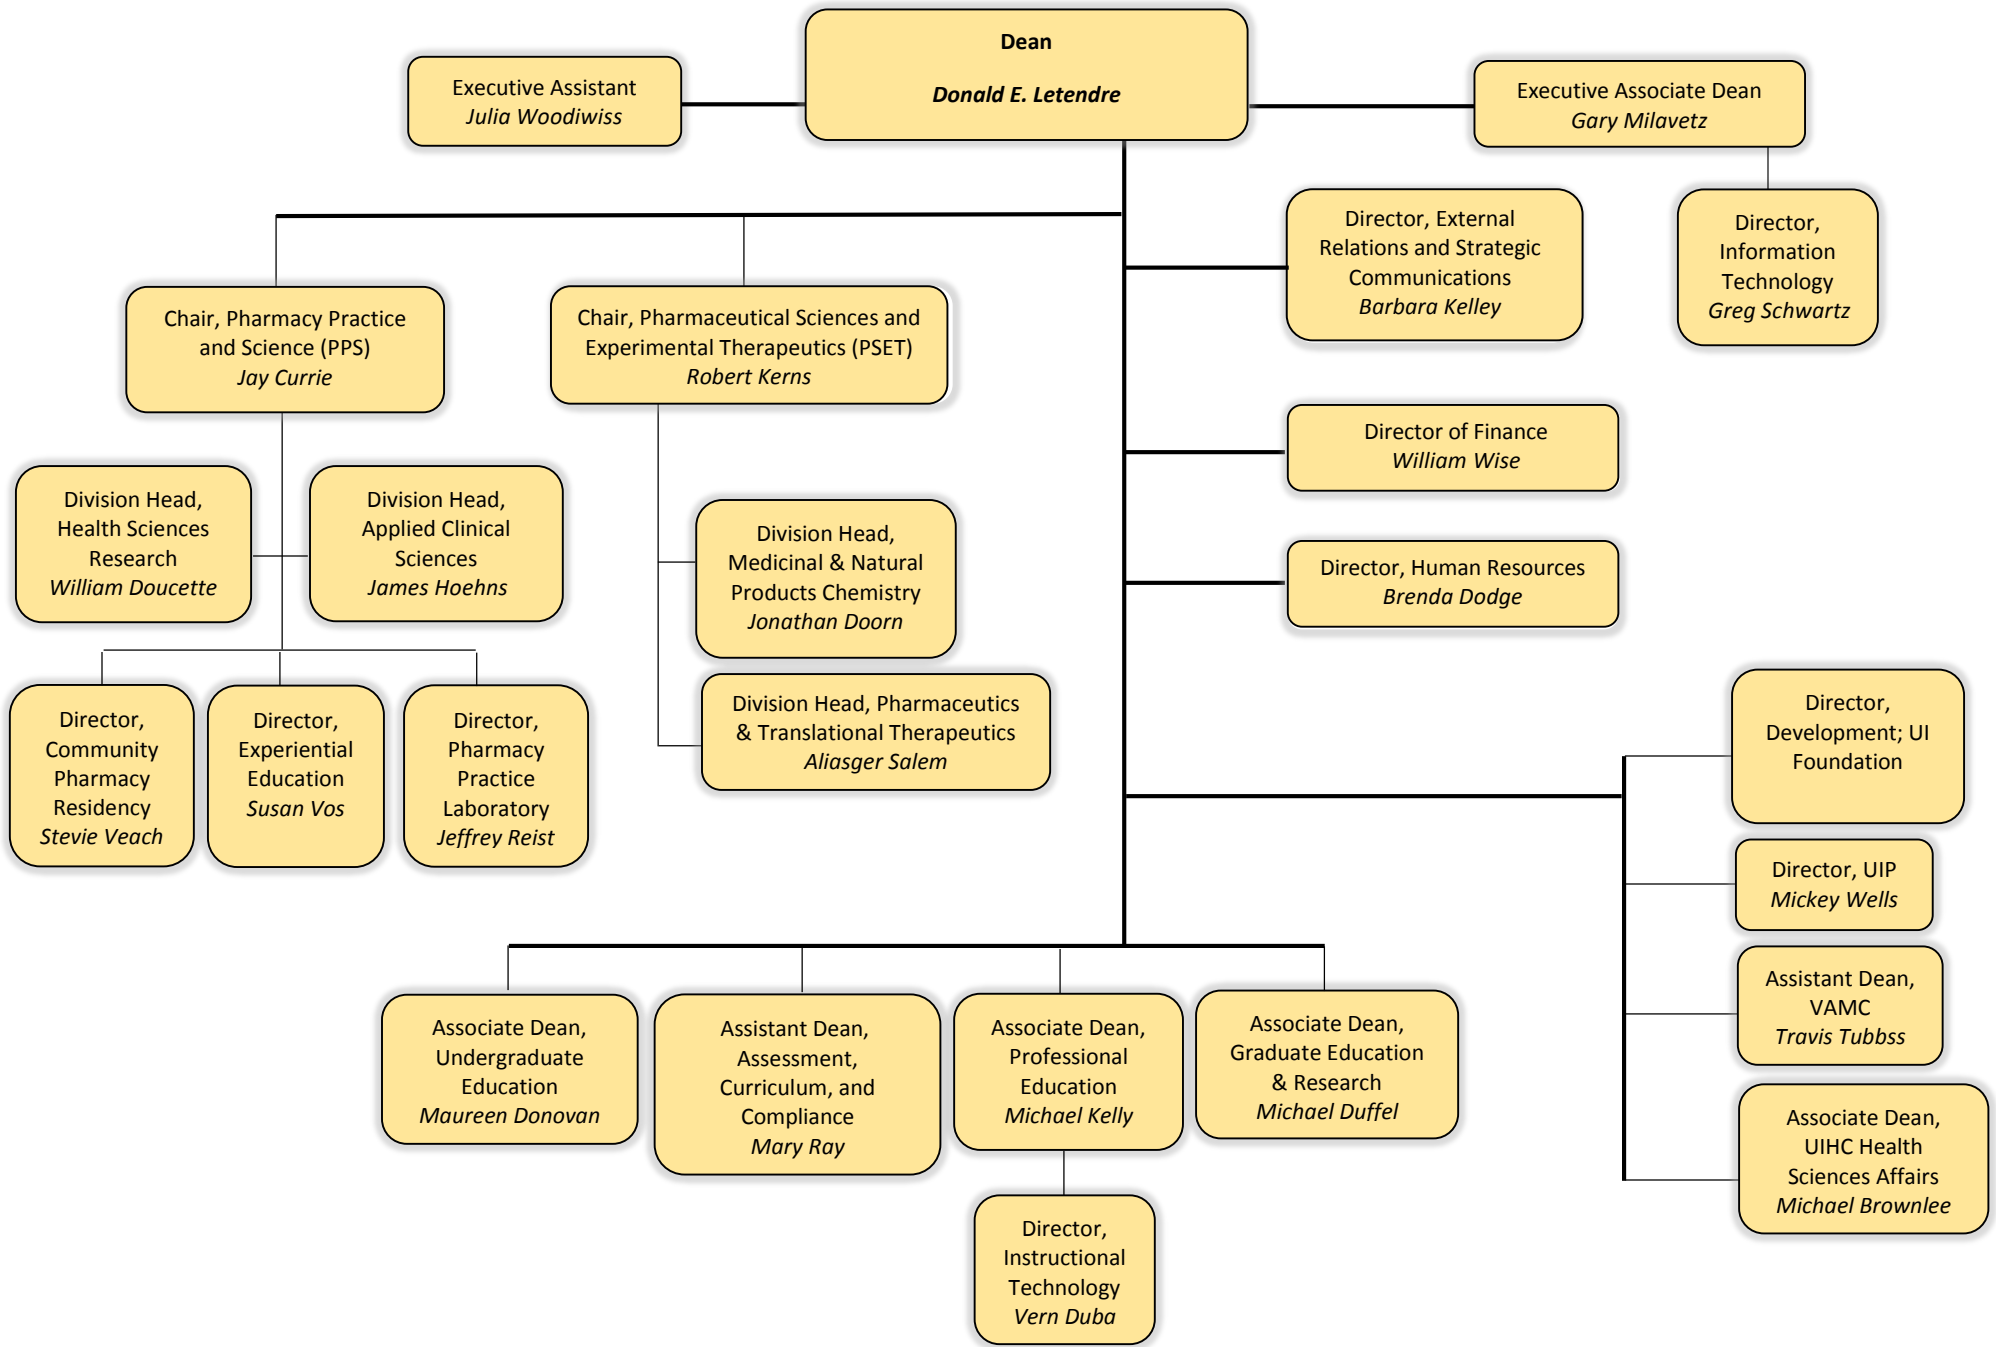 Dean
Donald E. Letendre
Executive Assistant
Julia Woodiwiss
Executive Associate Dean
Gary Milavetz
Director, External
Relations and Strategic
Communications
Barbara Kelley
Director,
Information
Technology
Greg Schwartz
Chair, Pharmacy Practice
and Science (PPS)
Jay Currie
Chair, Pharmaceutical Sciences and
Experimental Therapeutics (PSET)
Robert Kerns
Director of Finance
William Wise
Division Head,
Health Sciences
Research
William Doucette
Division Head,
Applied Clinical
Sciences
James Hoehns
Division Head,
Medicinal & Natural
Products Chemistry
Jonathan Doorn
Director, Human Resources
Brenda Dodge
Director,
Community
Pharmacy
Residency
Stevie Veach
Director,
Experiential
Education
Susan Vos
Director,
Pharmacy
Practice
Laboratory
Jeffrey Reist
Division Head, Pharmaceutics
& Translational Therapeutics
Aliasger Salem
Director,
Development; UI
Foundation
Director, UIP
Mickey Wells
Assistant Dean,
VAMC
Travis Tubbss
Associate Dean,
UIHC Health
Sciences Affairs
Michael Brownlee
Associate Dean,
Undergraduate
Education
Maureen Donovan
Assistant Dean,
Assessment,
Curriculum, and
Compliance
Mary Ray
Associate Dean,
Professional
Education
Michael Kelly
Associate Dean,
Graduate Education
& Research
Michael Duffel
Director,
Instructional
Technology
Vern Duba